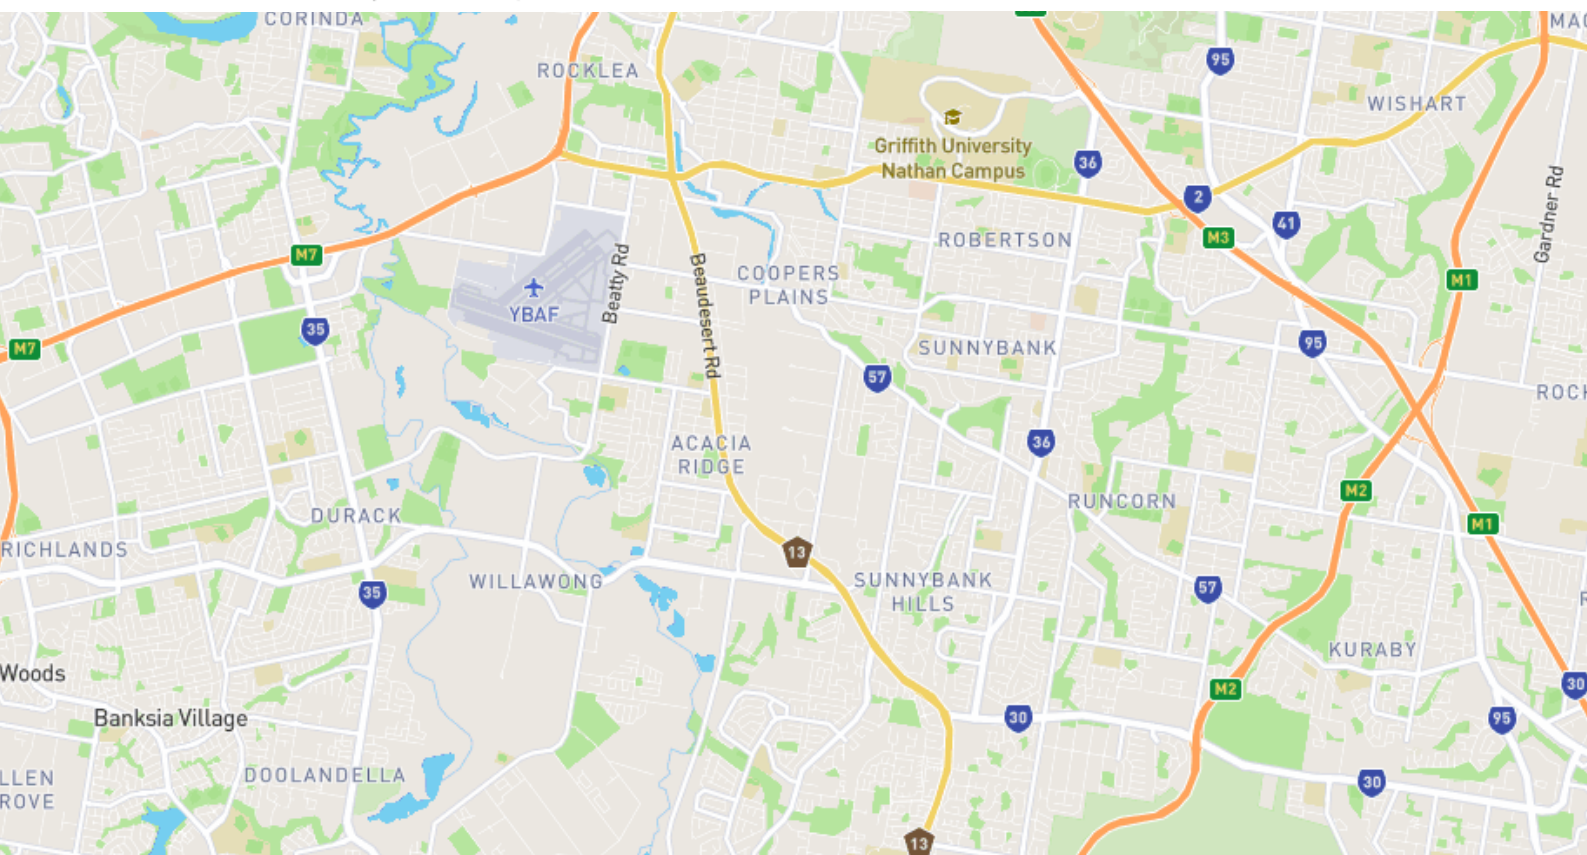 CORINDA
MAC
95
ROCKLEA
WISHART
Griffith University
Nathan Campus
36
2
Gardner Rd
41
M3
ROBERTSON
M7
Beatty Rd
Beaudesert Rd
COOPERS
PLAINS
M1
YBAF
35
M7
SUNNYBANK
95
57
ROCK
ACACIA
RIDGE
36
M2
RUNCORN
DURACK
M1
RICHLANDS
13
WILLAWONG
SUNNYBANK
HILLS
35
57
R
KURABY
Woods
M2
30
Banksia Village
30
95
LLEN
ROVE
DOOLANDELLA
30
13